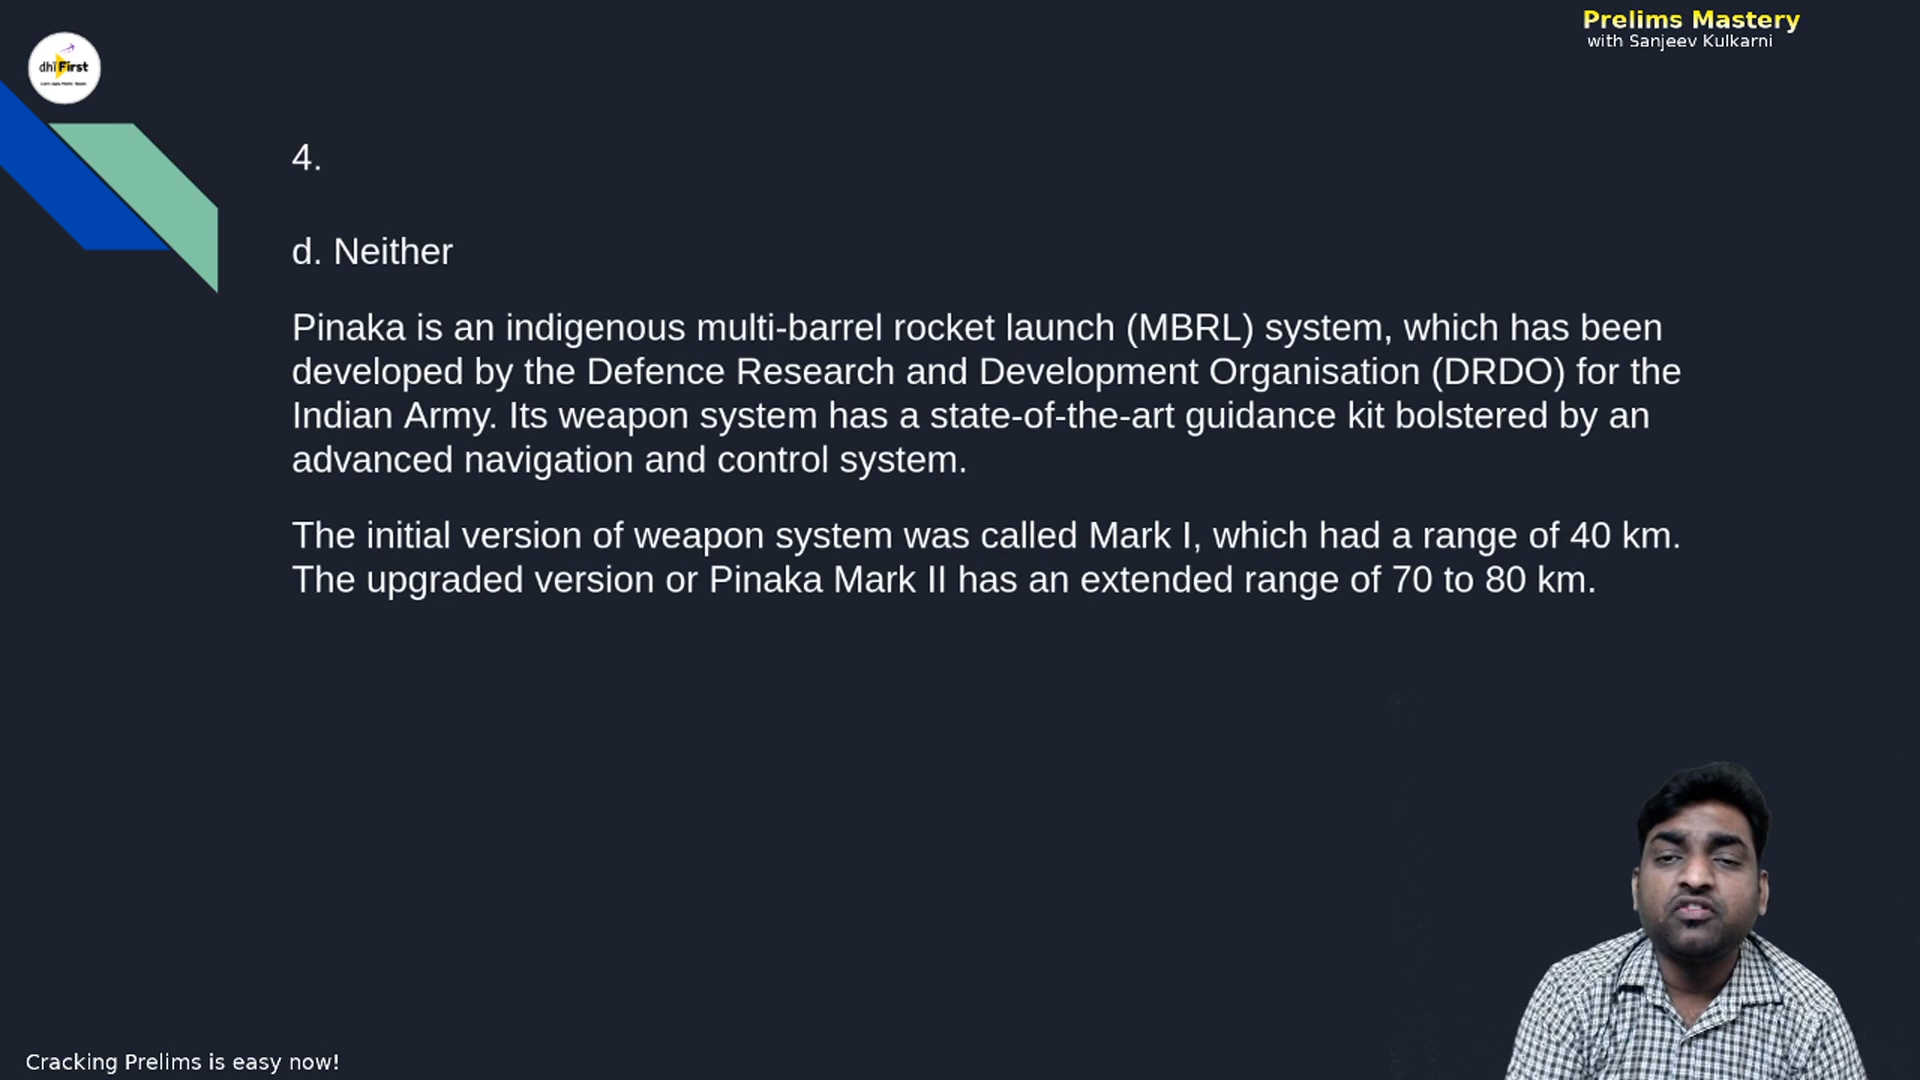 Prelims Mastery
with Sanjeev Kulkarni
dhiFirst
4.
d. Neither
Pinaka is an indigenous multi-barrel rocket launch (MBRL) system, which has been
developed by the Defence Research and Development Organisation (DRDO) for the
Indian Army. Its weapon system has a state-of-the-art guidance kit bolstered by an
advanced navigation and control system.
The initial version of weapon system was called Mark I, which had a range of 40 km.
The upgraded version or Pinaka Mark II has an extended range of 70 to 80 km.
Cracking Prelims is easy now!